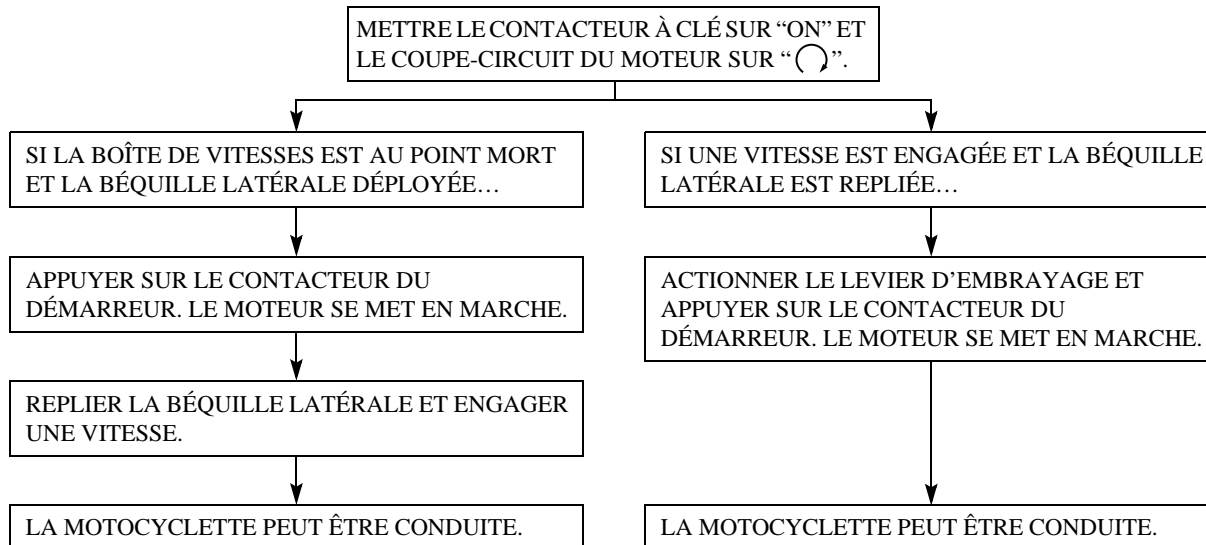 METTRE LE CONTACTEUR À CLÉ SUR “ON” ET
LE COUPE-CIRCUIT DU MOTEUR SUR “ ”.
SI LA BOÎTE DE VITESSES EST AU POINT MORT
ET LA BÉQUILLE LATÉRALE DÉPLOYÉE…
APPUYER SUR LE CONTACTEUR DU
DÉMARREUR. LE MOTEUR SE MET EN MARCHE.
REPLIER LA BÉQUILLE LATÉRALE ET ENGAGER
UNE VITESSE.
LA MOTOCYCLETTE PEUT ÊTRE CONDUITE.
SI UNE VITESSE EST ENGAGÉE ET LA BÉQUILLE
LATÉRALE EST REPLIÉE…
ACTIONNER LE LEVIER D’EMBRAYAGE ET
APPUYER SUR LE CONTACTEUR DU
DÉMARREUR. LE MOTEUR SE MET EN MARCHE.
LA MOTOCYCLETTE PEUT ÊTRE CONDUITE.